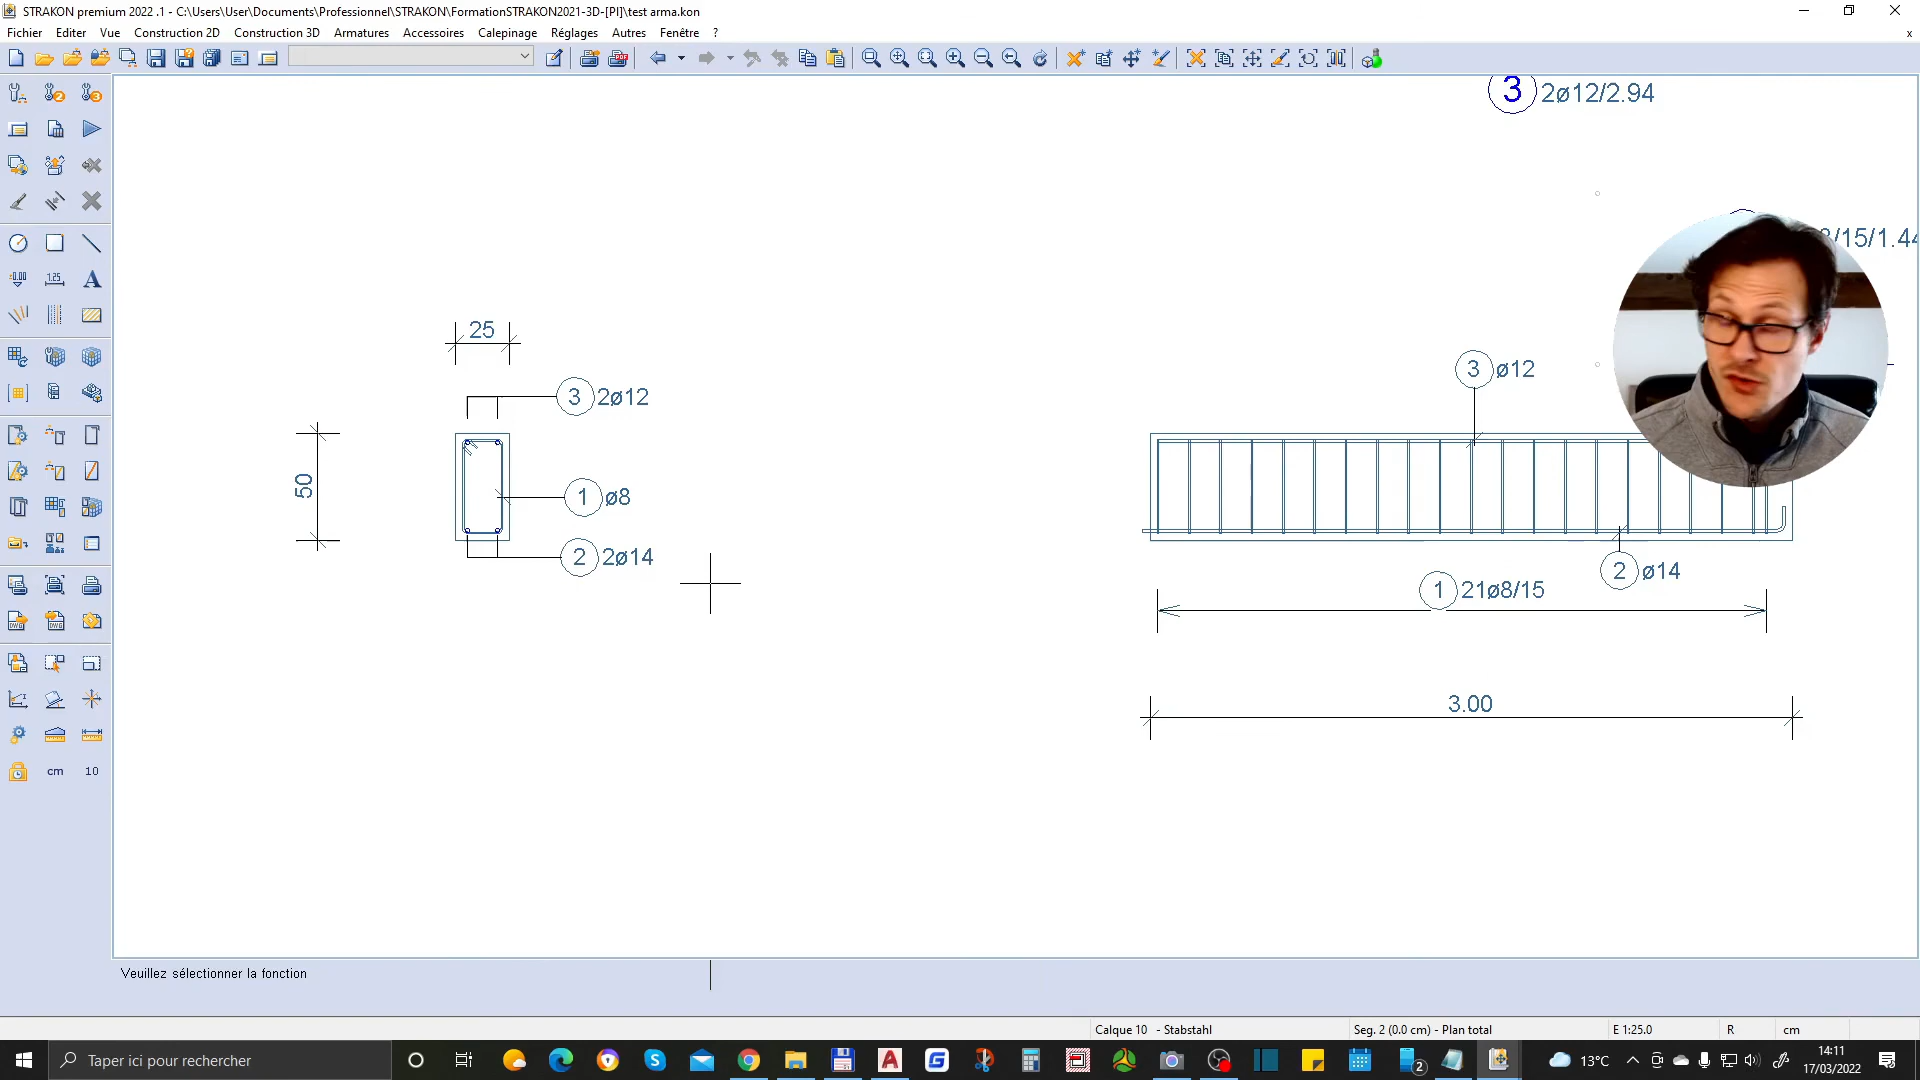 STRAKON premium 2022 .1 - C:\Users\User\Documents\Professionnel\STRAKON\FormationSTRAKON2021-3D-[PI]\test arma.kon
Fichier Editer Vue Construction 2D Construction 3D Armatures Accessoires Calepinage Réglages Autres Fenêtre ?
3 2ø12/2.94
/15/1.44
25
3 2ø12
3 ø12
50
1 ø8
2 2ø14
2 ø14
1 21ø8/15
3.00
cm 10
Veuillez sélectionner la fonction
Calque 10 - Stabstahl Seg. 2 (0.0 cm) - Plan total E 1:25.0 R cm
Taper ici pour rechercher
2
13°C
14:11
17/03/2022